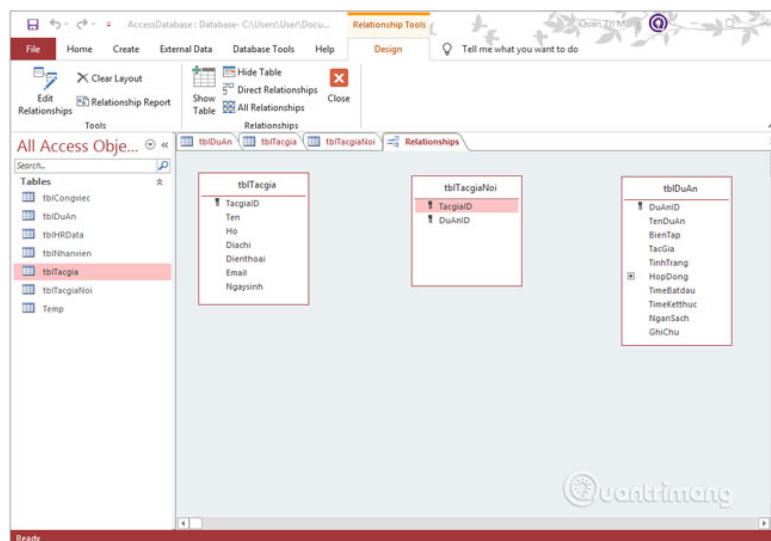 AccessDatabase : Database- C:\Users\User\Docu...
Relationship Tools
Quan Tri Mang
File
Home
Create
External Data
Database Tools
Help
Design
Tell me what you want to do
Edit
Relationships
Clear Layout
Relationship Report
Tools
Show
Table
Hide Table
Direct Relationships
All Relationships
Close
Relationships
All Access Obje...
Search...
Tables
tblCongviec
tblDuAn
tblHRData
tblNhanvien
tblTacgia
tblTacgiaNoi
Temp
tblDuAn
tblTacgia
tblTacgiaNoi
Relationships
tblTacgia
TacgiaID
Ten
Ho
Diachi
Dienthoai
Email
Ngaysinh
tblTacgiaNoi
TacgiaID
DuAnID
tblDuAn
DuAnID
TenDuAn
BienTap
TacGia
TinhTrang
HopDong
TimeBatdau
TimeKetthuc
NganSach
GhiChu
Quantrimang
Ready